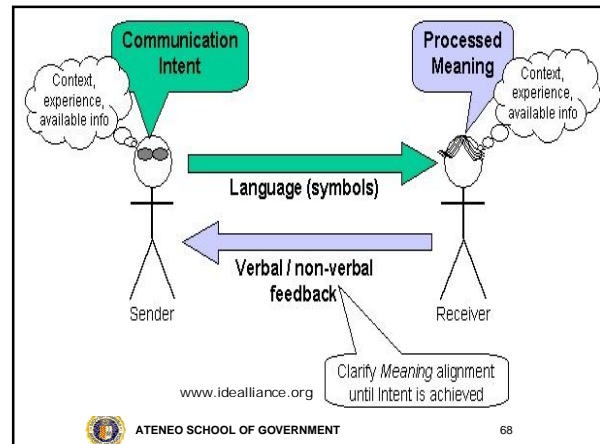 Communication
Intent
Processed
Meaning
Context,
experience,
available info
Context,
experience,
available info
Language (symbols)
Verbal / non-verbal
feedback
Sender
Receiver
Clarify Meaning alignment
until Intent is achieved
www.idealliance.org
ATENEO SCHOOL OF GOVERNMENT
68